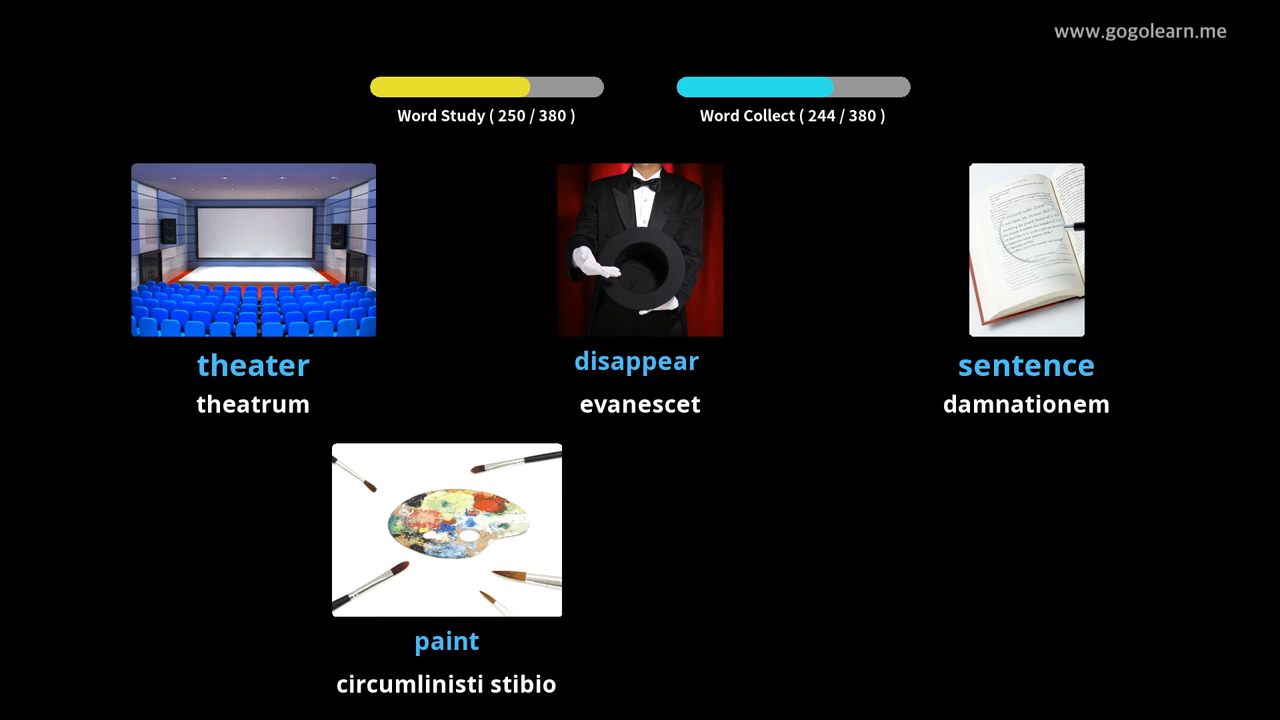 www.gogolearn.me
Word Study ( 250 / 380 )
Word Collect ( 244 / 380 )
theater
theatrum
disappear
evanescet
sentence
damnationem
paint
circumlinisti stibio